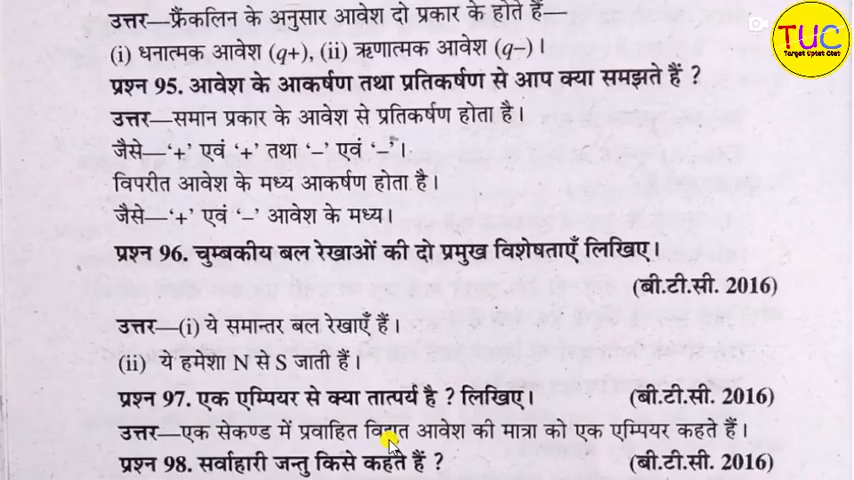 उत्तर—फ्रैंकलिन के अनुसार आवेश दो प्रकार के होते हैं—
(i) धनात्मक आवेश (q+), (ii) ऋणात्मक आवेश (q−)।
प्रश्न 95. आवेश के आकर्षण तथा प्रतिकर्षण से आप क्या समझते हैं ?
उत्तर—समान प्रकार के आवेश से प्रतिकर्षण होता है।
जैसे—‘+’ एवं ‘+’ तथा ‘–’ एवं ‘–’।
विपरीत आवेश के मध्य आकर्षण होता है।
जैसे—‘+’ एवं ‘–’ आवेश के मध्य।
प्रश्न 96. चुम्बकीय बल रेखाओं की दो प्रमुख विशेषताएँ लिखिए।
(बी.टी.सी. 2016)
उत्तर—(i) ये समान्तर बल रेखाएँ हैं।
(ii) ये हमेशा N से S जाती हैं।
प्रश्न 97. एक एम्पियर से क्या तात्पर्य है ? लिखिए। (बी.टी.सी. 2016)
उत्तर—एक सेकण्ड में प्रवाहित विद्युत आवेश की मात्रा को एक एम्पियर कहते हैं।
प्रश्न 98. सर्वाहारी जन्तु किसे कहते हैं ? (बी.टी.सी. 2016)
TUC
Target Uptet Ctet